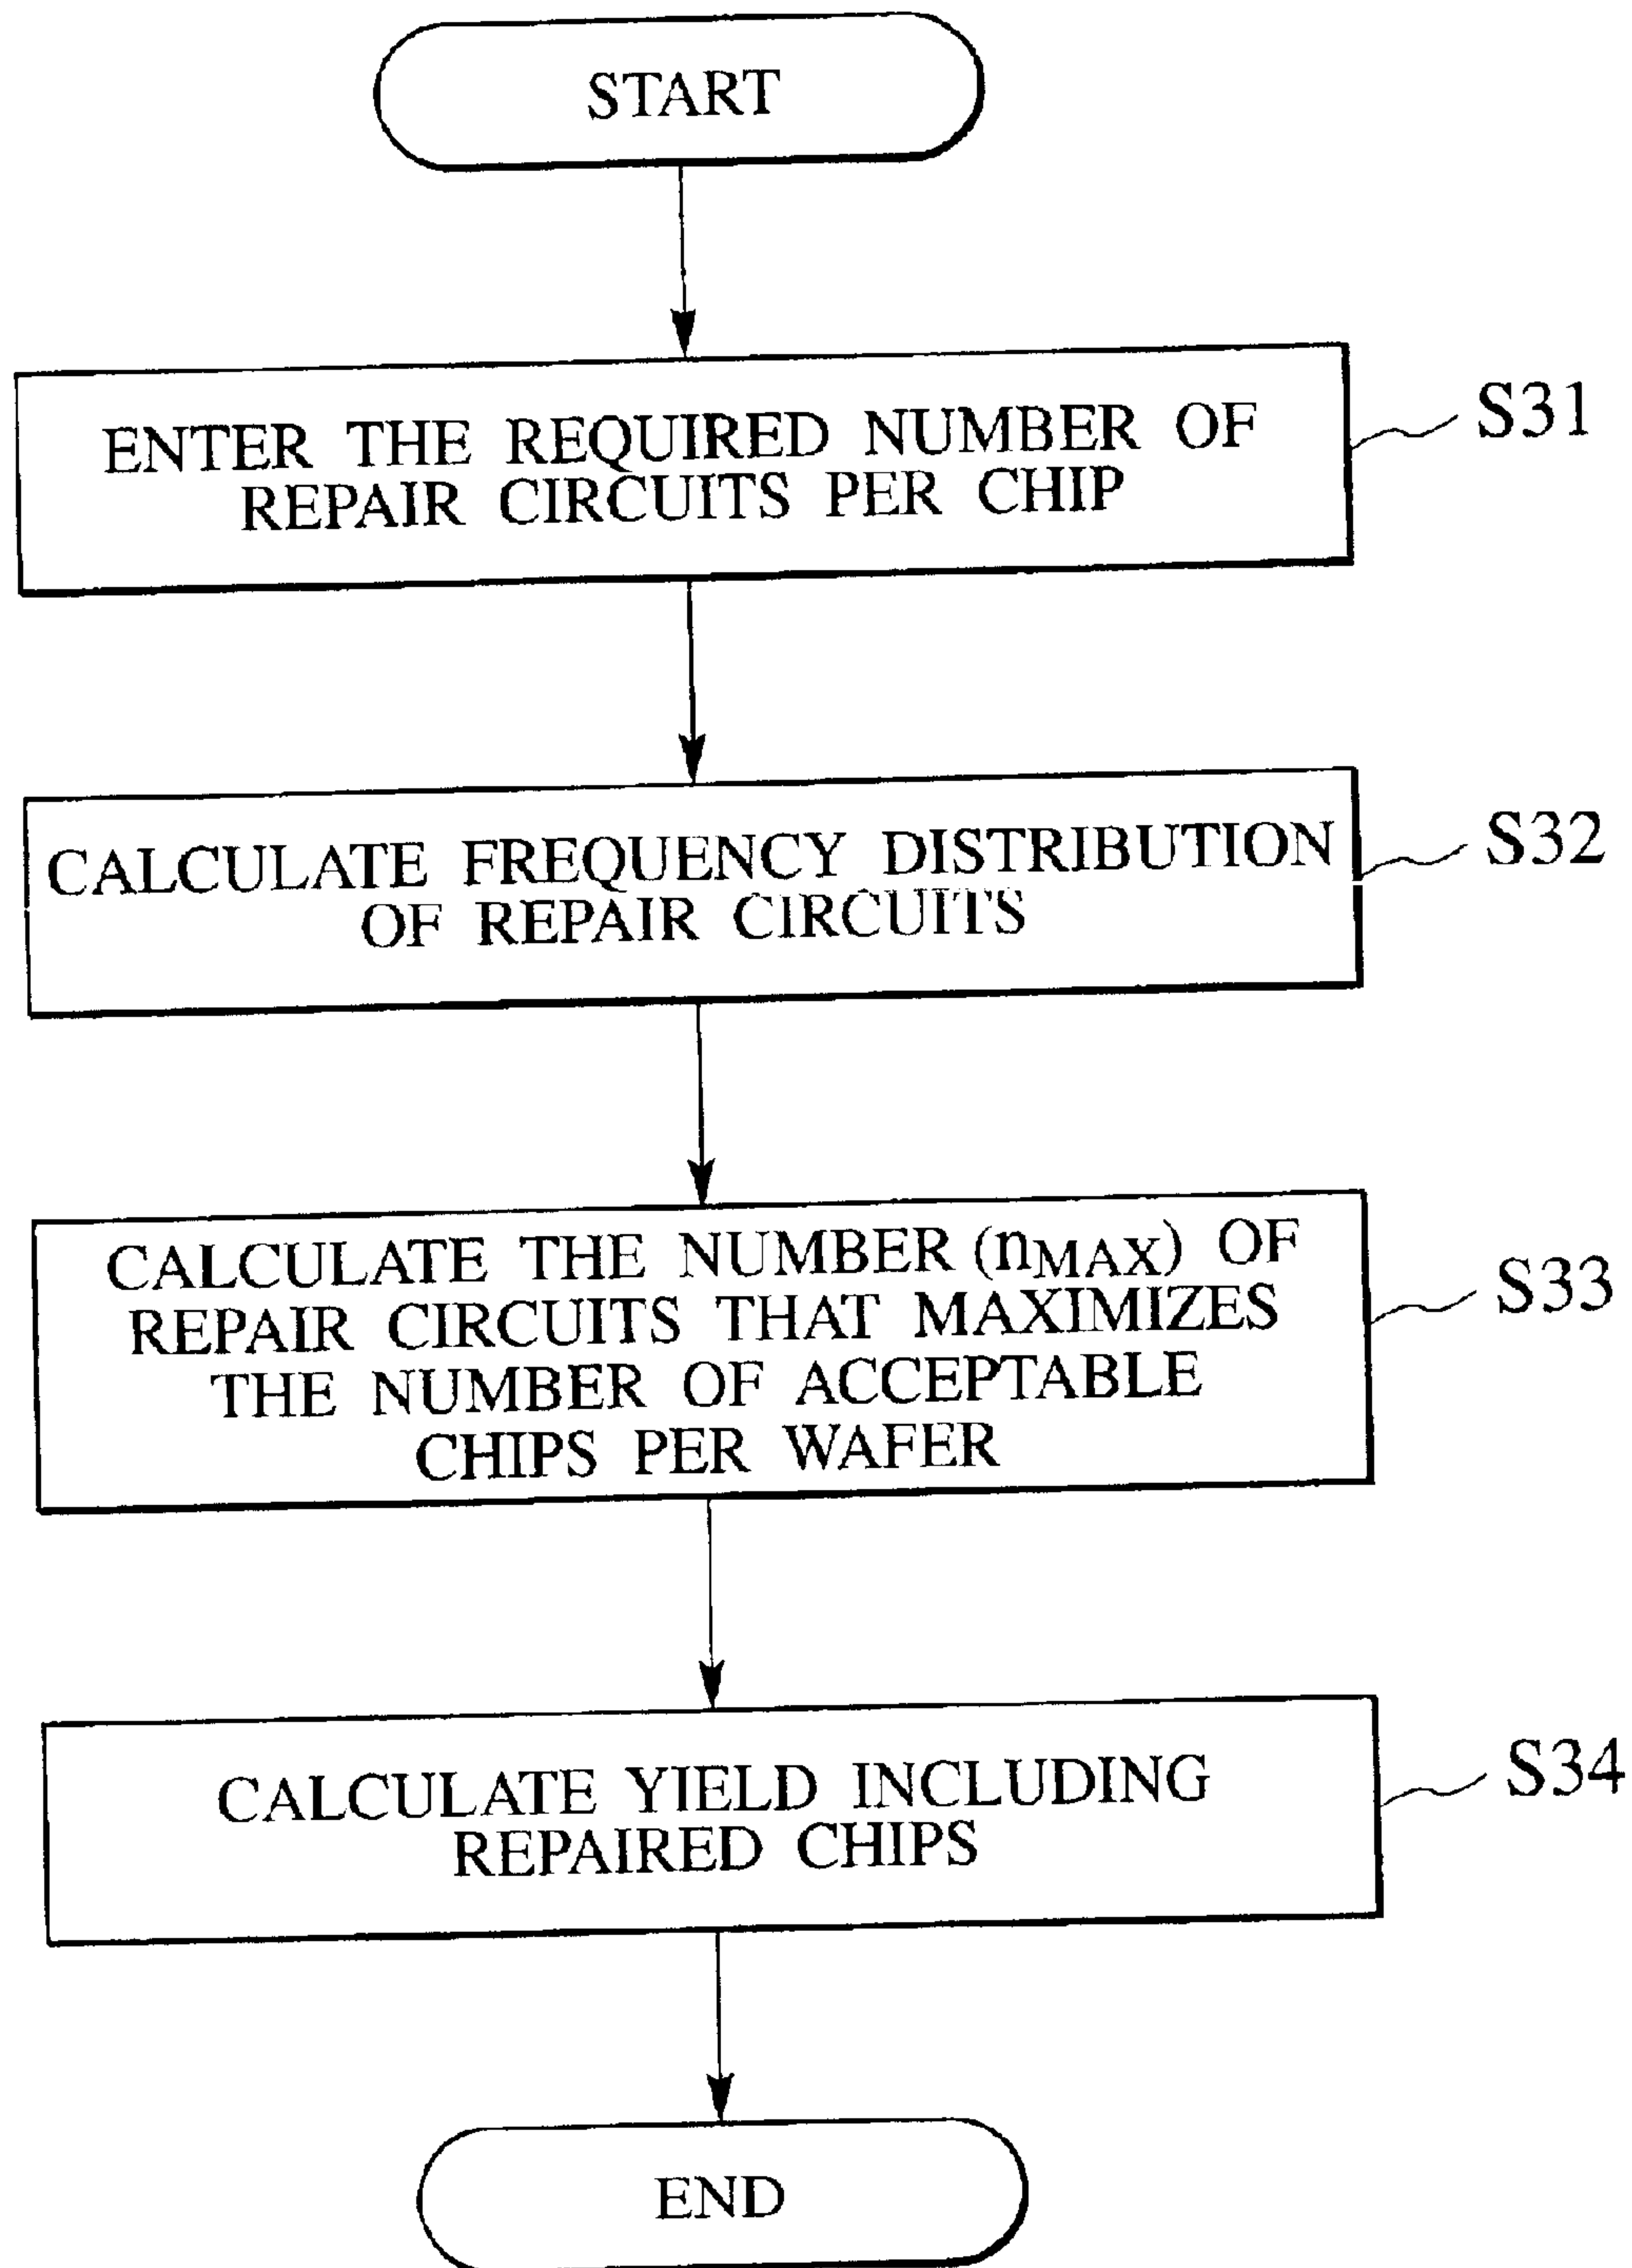 START
ENTER THE REQUIRED NUMBER OF
REPAIR CIRCUITS PER CHIP
S31
CALCULATE FREQUENCY DISTRIBUTION
OF REPAIR CIRCUITS
S32
CALCULATE THE NUMBER (nMAX) OF
REPAIR CIRCUITS THAT MAXIMIZES
THE NUMBER OF ACCEPTABLE
CHIPS PER WAFER
S33
CALCULATE YIELD INCLUDING
REPAIRED CHIPS
S34
END